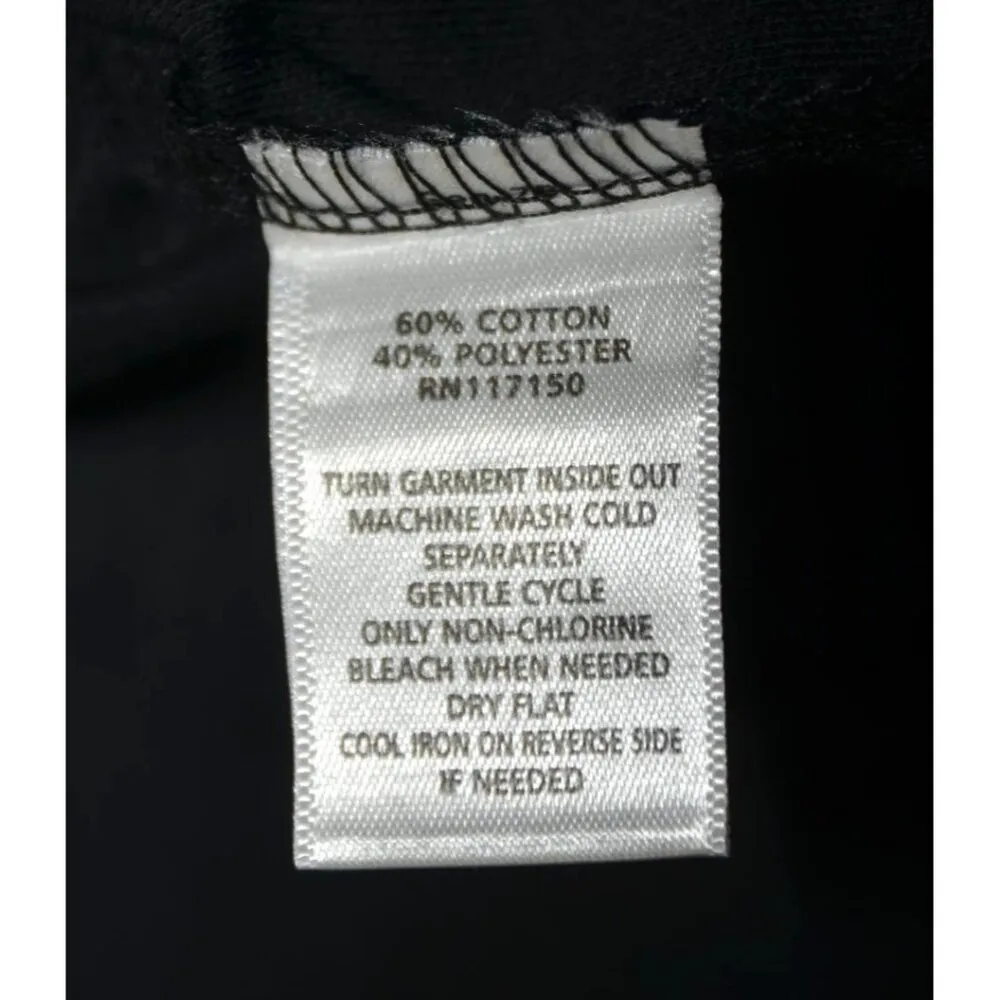 60% COTTON
40% POLYESTER
RN117150
TURN GARMENT INSIDE OUT
MACHINE WASH COLD
SEPARATELY
GENTLE CYCLE
ONLY NON-CHLORINE
BLEACH WHEN NEEDED
DRY FLAT
COOL IRON ON REVERSE SIDE
IF NEEDED